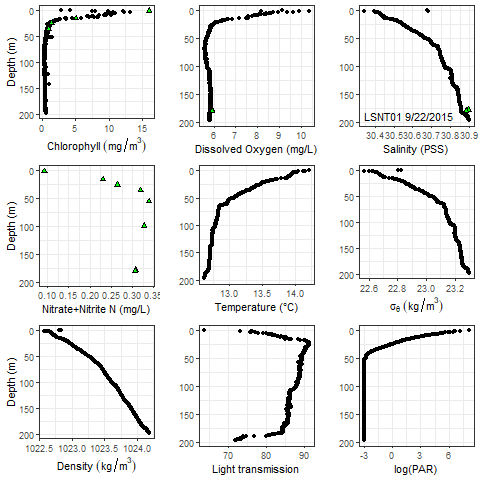 Depth (m)
0
50
100
150
200
0 5 10 15
Chlorophyll (mg/m³)
0
50
100
150
200
6 7 8 9 10
Dissolved Oxygen (mg/L)
0
50
100
150
200
LSNT01 9/22/2015
30.4 30.5 30.6 30.7 30.8 30.9
Salinity (PSS)
Depth (m)
0
50
100
150
200
0.10 0.15 0.20 0.25 0.30 0.35
Nitrate+Nitrite N (mg/L)
0
50
100
150
200
13.0 13.5 14.0
Temperature (°C)
0
50
100
150
200
22.6 22.8 23.0 23.2
σθ (kg/m³)
Depth (m)
0
50
100
150
200
1022.5 1023.0 1023.5 1024.0
Density (kg/m³)
0
50
100
150
200
70 80 90
Light transmission
0
50
100
150
200
-3 0 3 6
log(PAR)